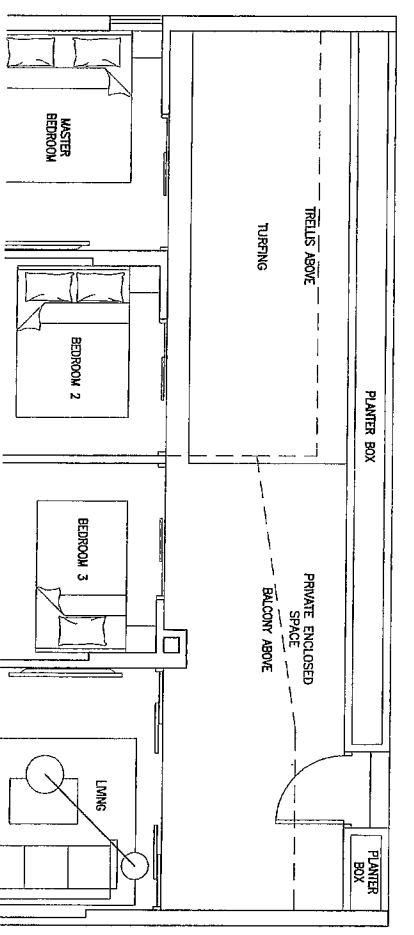 PLANTER BOX
PLANTER
BOX
TRELLIS ABOVE
TURFING
PRIVATE ENCLOSED
SPACE
BALCONY ABOVE
MASTER
BEDROOM
BEDROOM 2
BEDROOM 3
LIVING